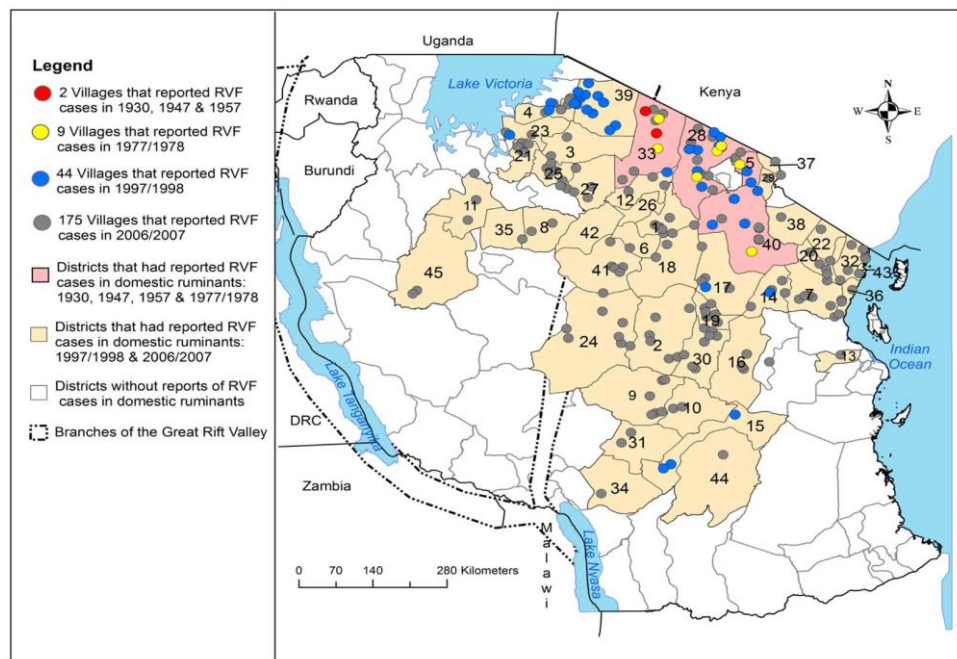 Legend
2 Villages that reported RVF
cases in 1930, 1947 & 1957
9 Villages that reported RVF
cases in 1977/1978
44 Villages that reported RVF
cases in 1997/1998
175 Villages that reported RVF
cases in 2006/2007
Districts that had reported RVF
cases in domestic ruminants:
1930, 1947, 1957 & 1977/1978
Districts that had reported RVF
cases in domestic ruminants:
1997/1998 & 2006/2007
Districts without reports of RVF
cases in domestic ruminants
Branches of the Great Rift Valley
Uganda
Lake Victoria
Kenya
N
W
E
S
Rwanda
Burundi
39
4
23
21
3
33
28
5
37
29
25
27
12
26
11
35
8
42
1
38
40
6
18
22
20
32
43
45
41
17
14
7
36
24
2
19
30
16
13
Indian
Ocean
9
10
15
31
34
44
Lake Tanganyika
DRC
Zambia
Malawi
Lake Nyasa
0 70 140 280 Kilometers